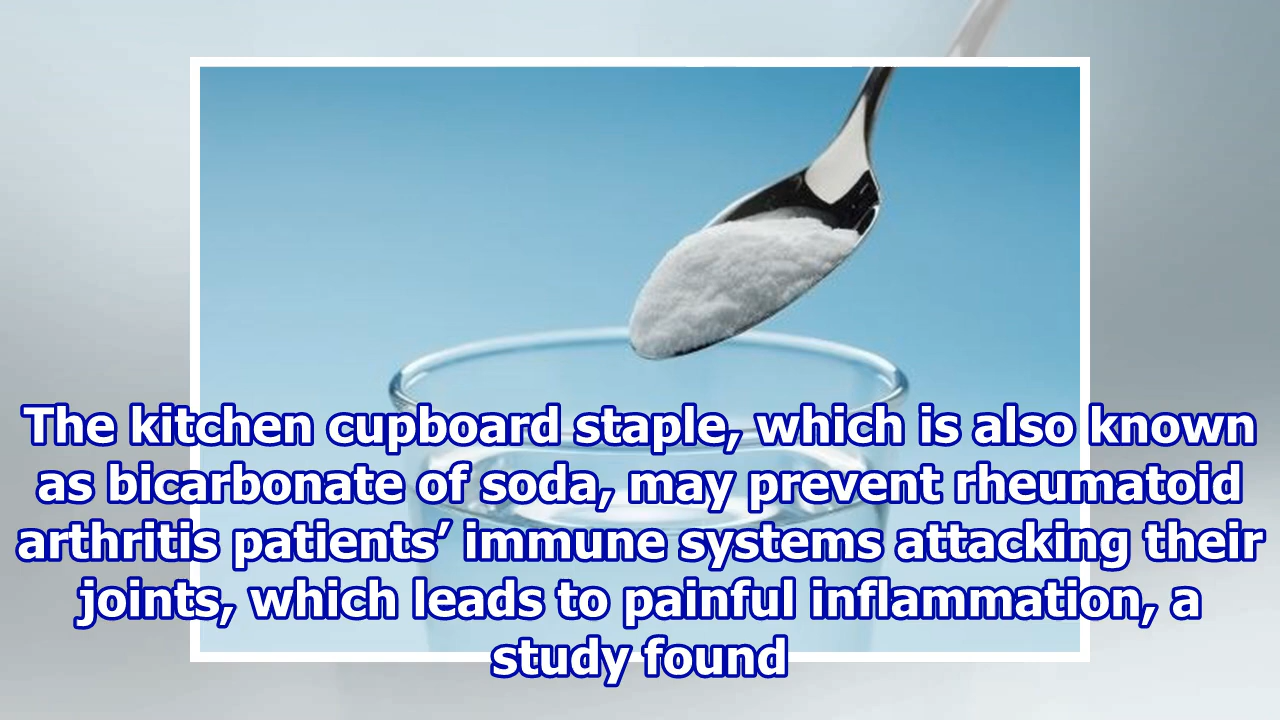 The kitchen cupboard staple, which is also known
as bicarbonate of soda, may prevent rheumatoid
arthritis patients’ immune systems attacking their
joints, which leads to painful inflammation, a
study found